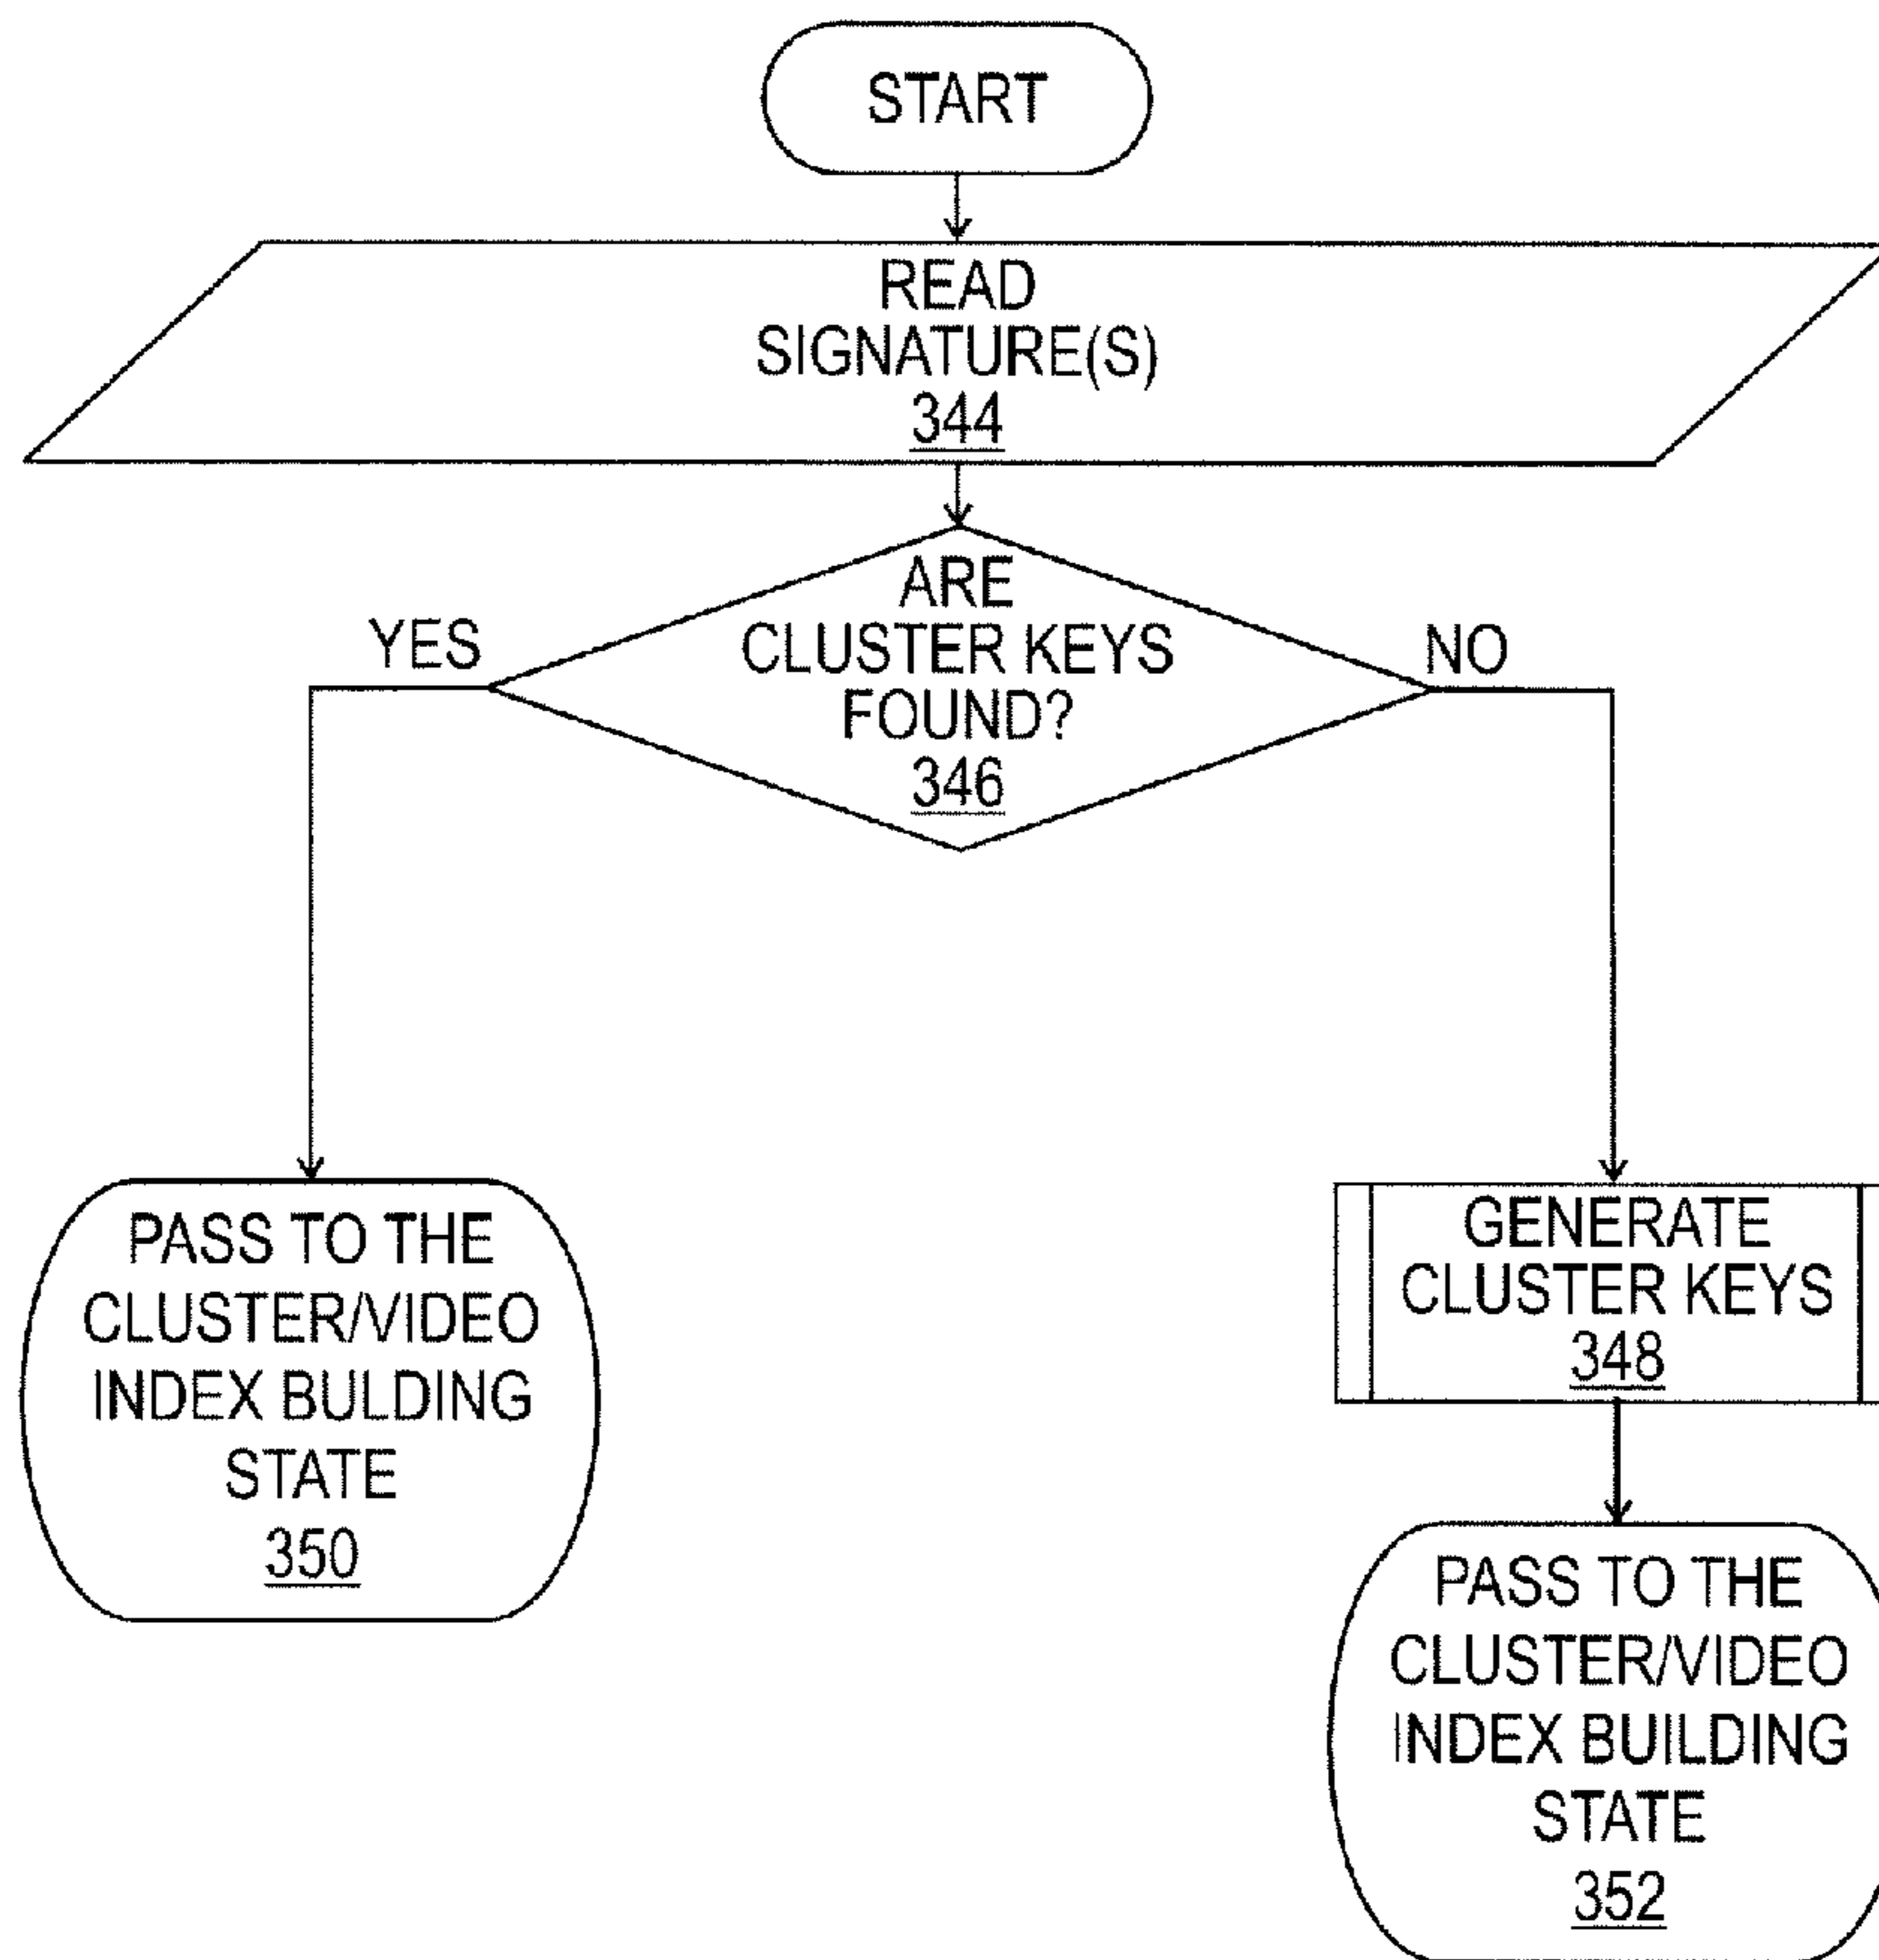 START
READ
SIGNATURE(S)
344
ARE
CLUSTER KEYS
FOUND?
346
YES
NO
PASS TO THE
CLUSTER/VIDEO
INDEX BULDING
STATE
350
GENERATE
CLUSTER KEYS
348
PASS TO THE
CLUSTER/VIDEO
INDEX BUILDING
STATE
352